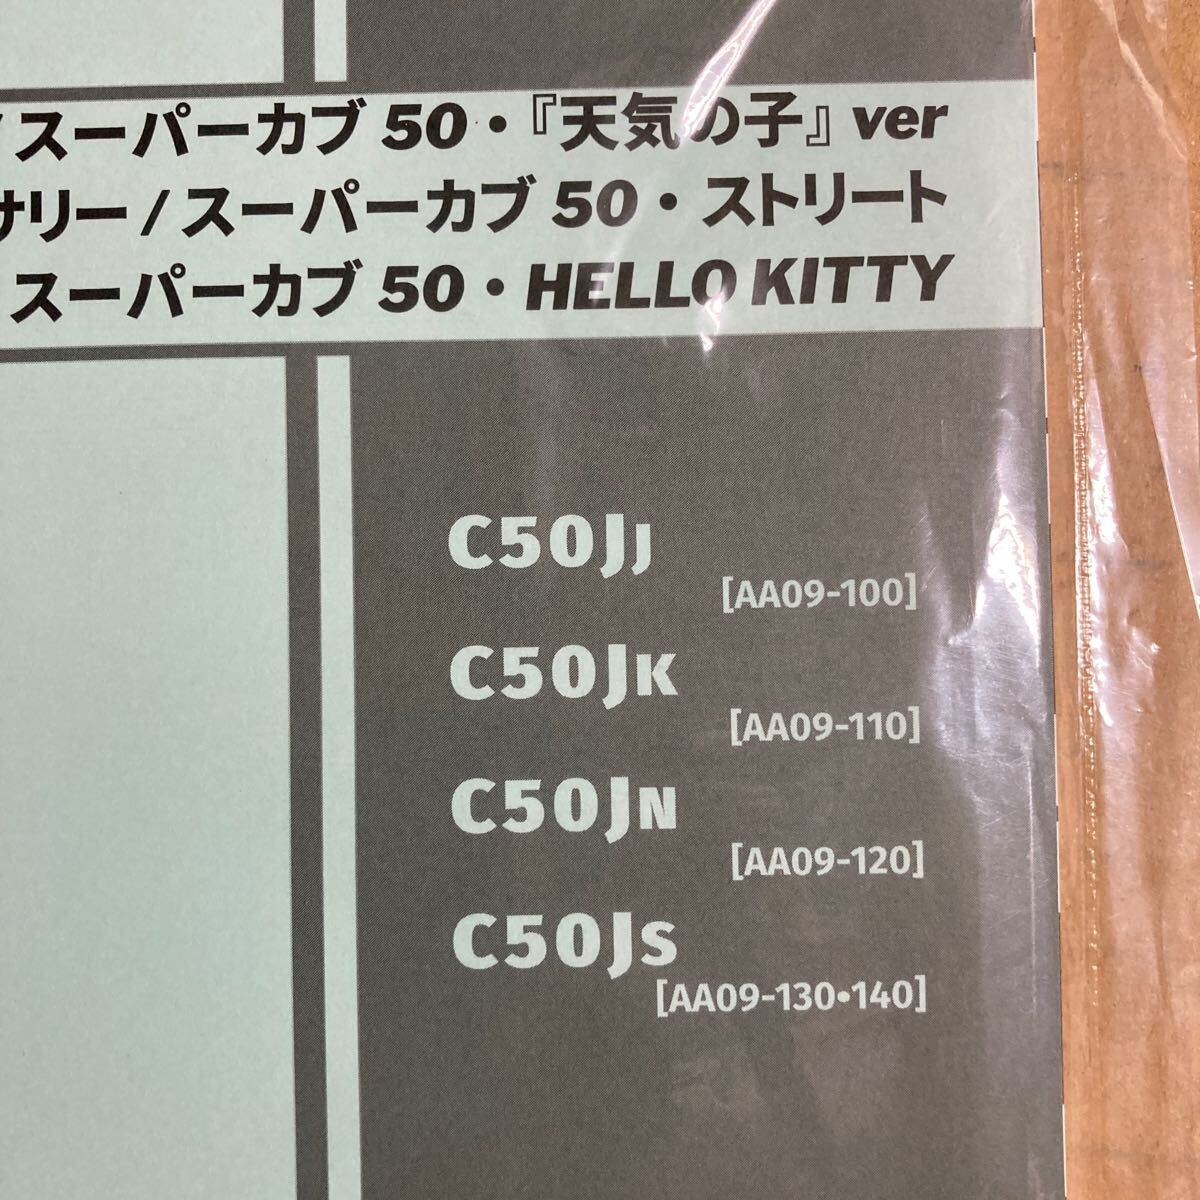 /スーパーカブ 50・『天気の子』ver
サリー/スーパーカブ 50・ストリート
スーパーカブ 50・HELLO KITTY
C50JJ
[AA09-100]
C50JK
[AA09-110]
C50JN
[AA09-120]
C50JS
[AA09-130•140]